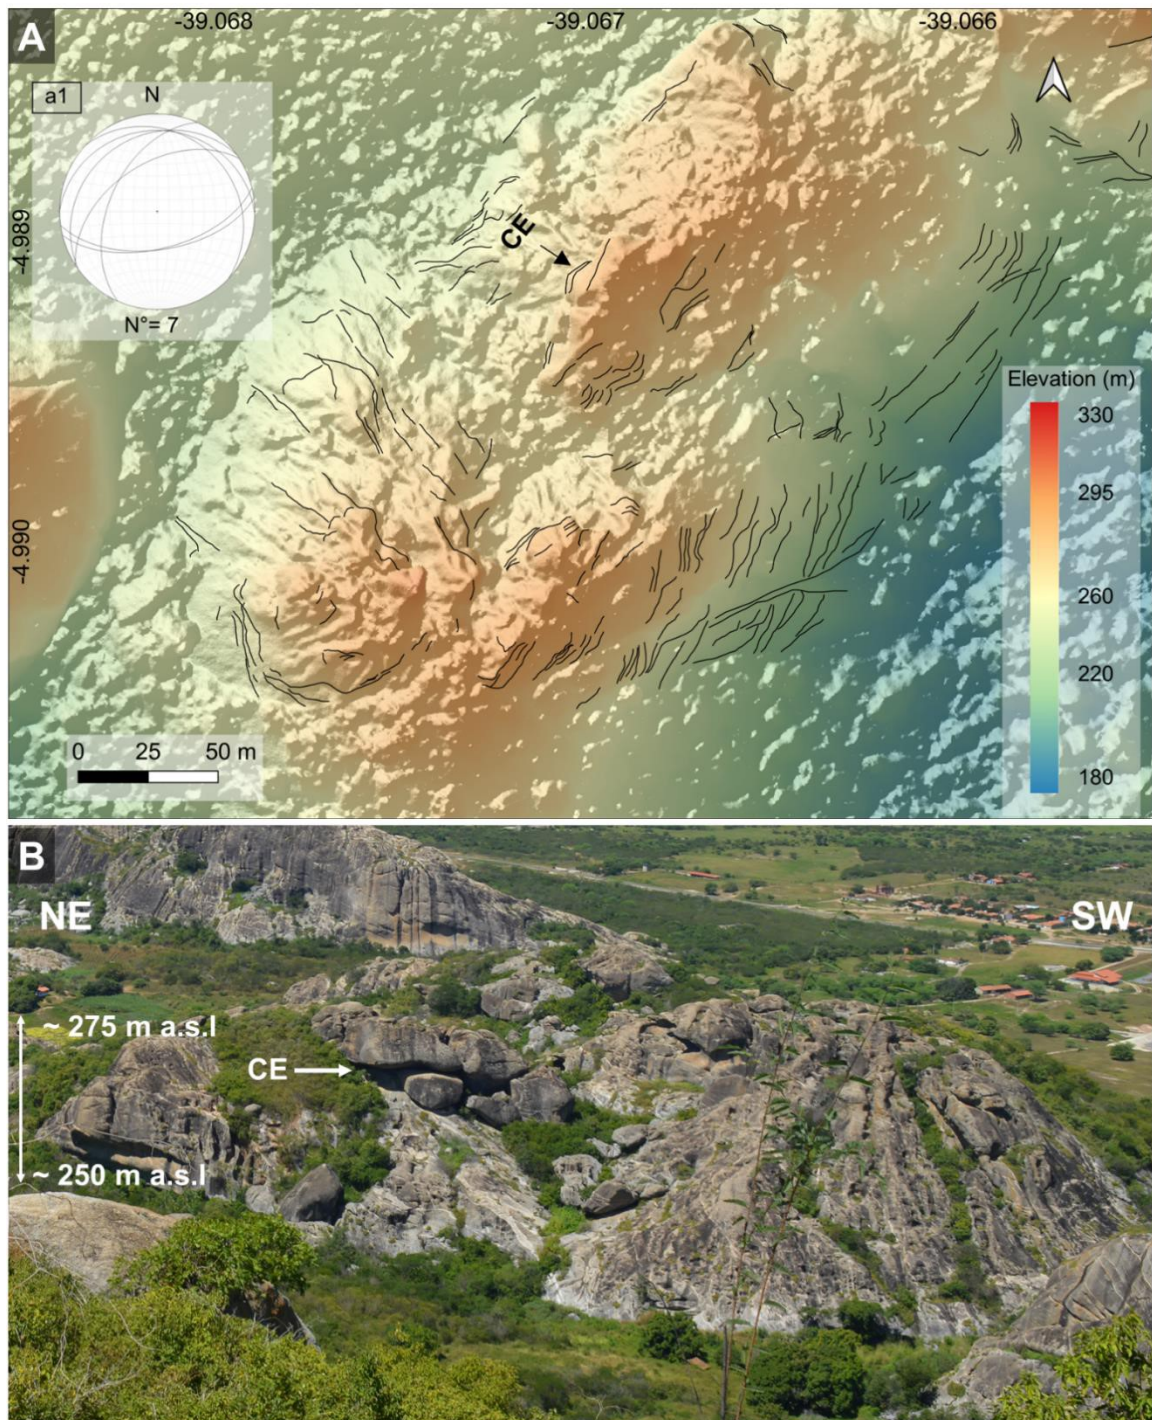 A
-39.068
-39.067
-39.066
a1
N
N°= 7
-4.989
-4.990
CE
Elevation (m)
330
295
260
220
180
0 25 50 m
B
NE
SW
~ 275 m a.s.l
CE
~ 250 m a.s.l